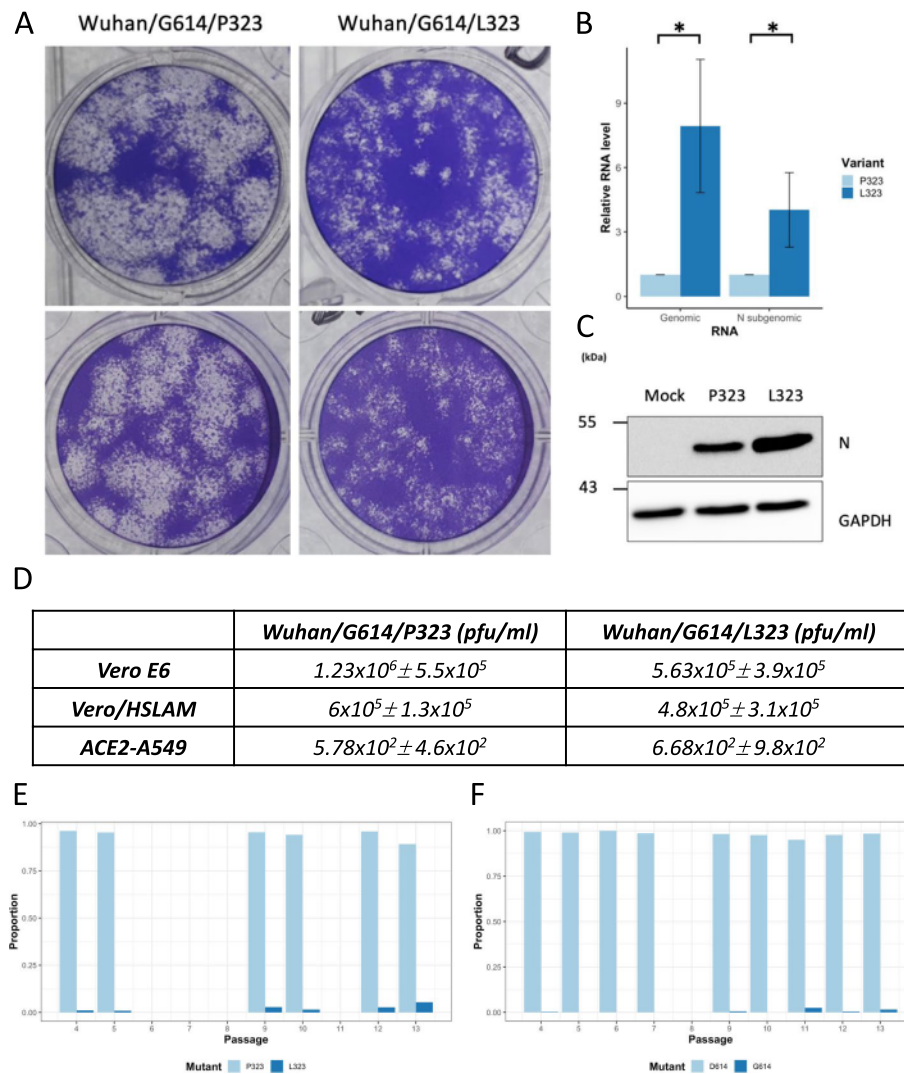 A
Wuhan/G614/P323
Wuhan/G614/L323
B
*
*
Relative RNA level
9
6
3
0
Genomic
N subgenomic
RNA
Variant
P323
L323
C
(kDa)
Mock
P323
L323
55
N
43
GAPDH
D
Wuhan/G614/P323 (pfu/ml)
Wuhan/G614/L323 (pfu/ml)
Vero E6
1.23x10⁶ ± 5.5x10⁵
5.63x10⁵ ± 3.9x10⁵
Vero/HSLAM
6x10⁵ ± 1.3x10⁵
4.8x10⁵ ± 3.1x10⁵
ACE2-A549
5.78x10² ± 4.6x10²
6.68x10² ± 9.8x10²
E
Proportion
1.00
0.75
0.50
0.25
0.00
4 5 6 7 8 9 10 11 12 13
Passage
Mutant P323 L323
F
Proportion
1.00
0.75
0.50
0.25
0.00
4 5 6 7 8 9 10 11 12 13
Passage
Mutant D614 G614